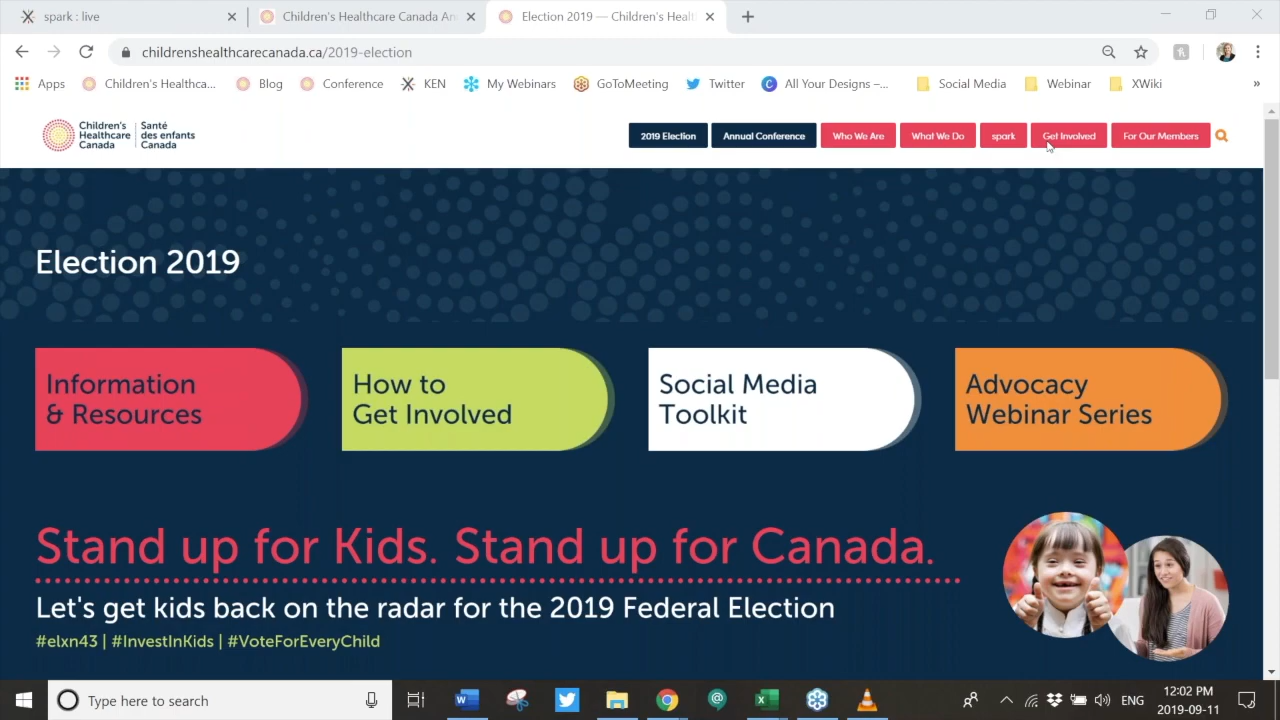 spark : live
Children's Healthcare Canada An
Election 2019 — Children's Healt
childrenshealthcarecanada.ca/2019-election
Apps
Children's Healthca...
Blog
Conference
KEN
My Webinars
GoToMeeting
Twitter
All Your Designs –...
Social Media
Webinar
XWiki
»
Children's
Healthcare
Canada
Santé
des enfants
Canada
2019 Election
Annual Conference
Who We Are
What We Do
spark
Get Involved
For Our Members
Election 2019
Information
& Resources
How to
Get Involved
Social Media
Toolkit
Advocacy
Webinar Series
Stand up for Kids. Stand up for Canada.
Let's get kids back on the radar for the 2019 Federal Election
#elxn43 | #InvestInKids | #VoteForEveryChild
Type here to search
ENG
12:02 PM
2019-09-11